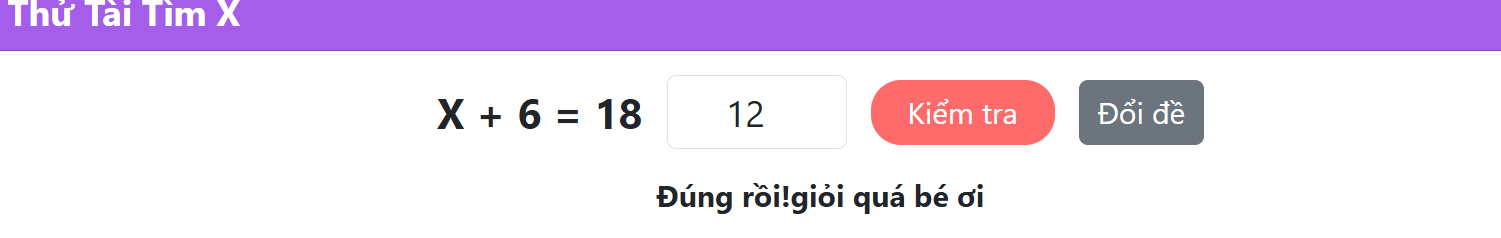 Thử Tài Tìm X
X + 6 = 18 12 Kiểm tra Đổi đề
Đúng rồi!giỏi quá bé ơi